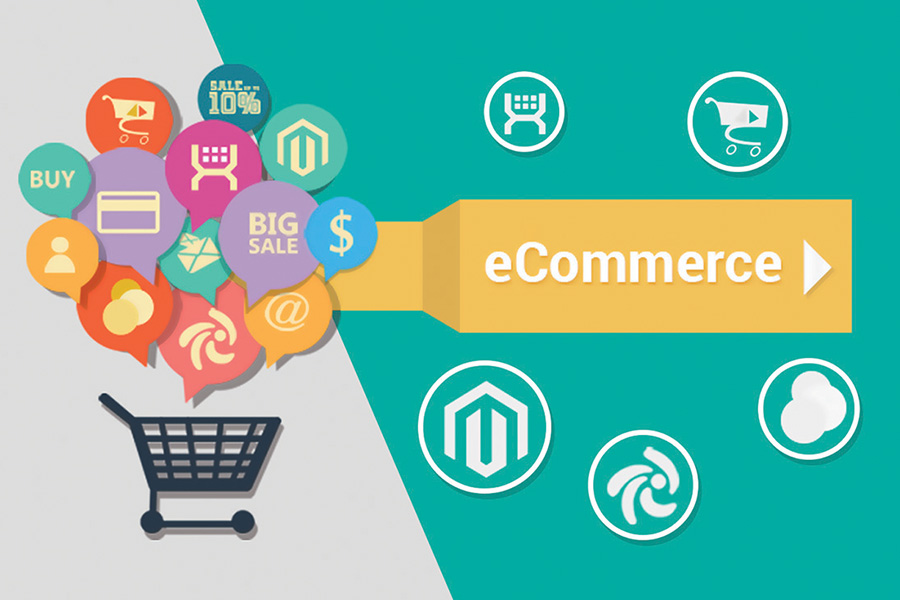 SALE UP TO
10%
BUY
BIG
SALE
$
@
eCommerce